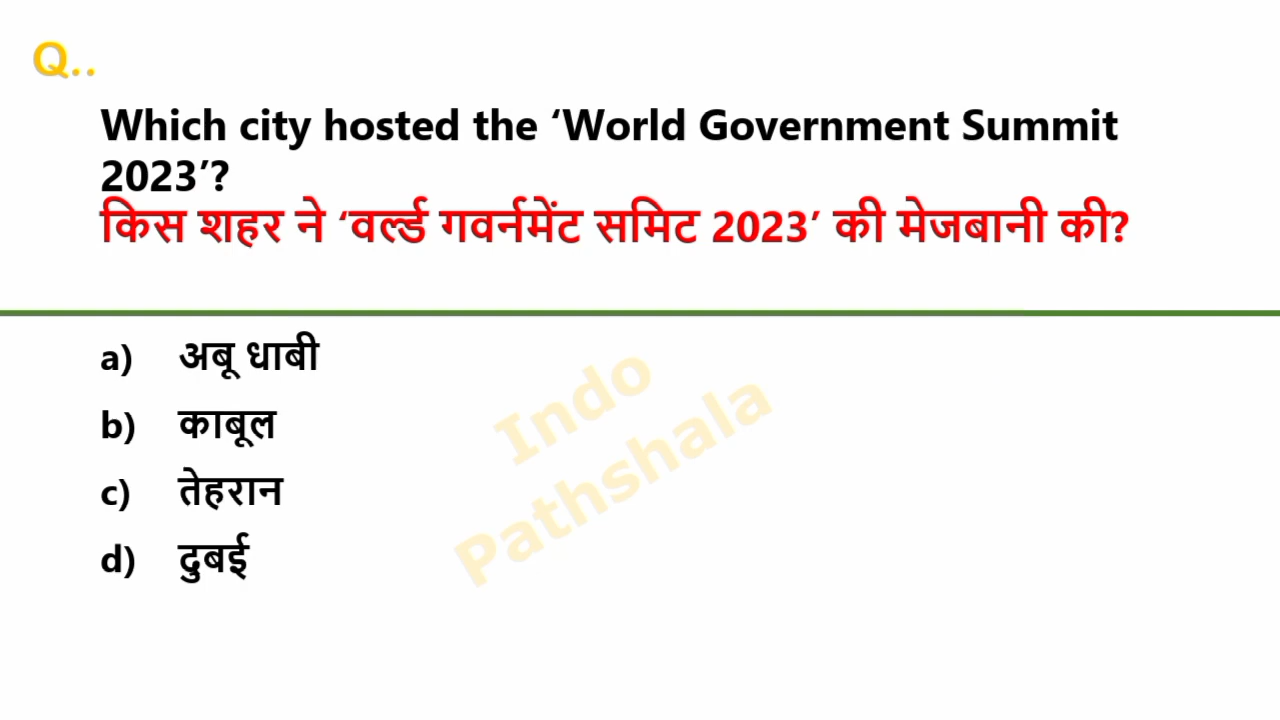 Q..
Which city hosted the ‘World Government Summit
2023’?
किस शहर ने ‘वर्ल्ड गवर्नमेंट समिट 2023’ की मेजबानी की?
a) अबू धाबी
b) काबूल
c) तेहरान
d) दुबई
Indo
Pathshala